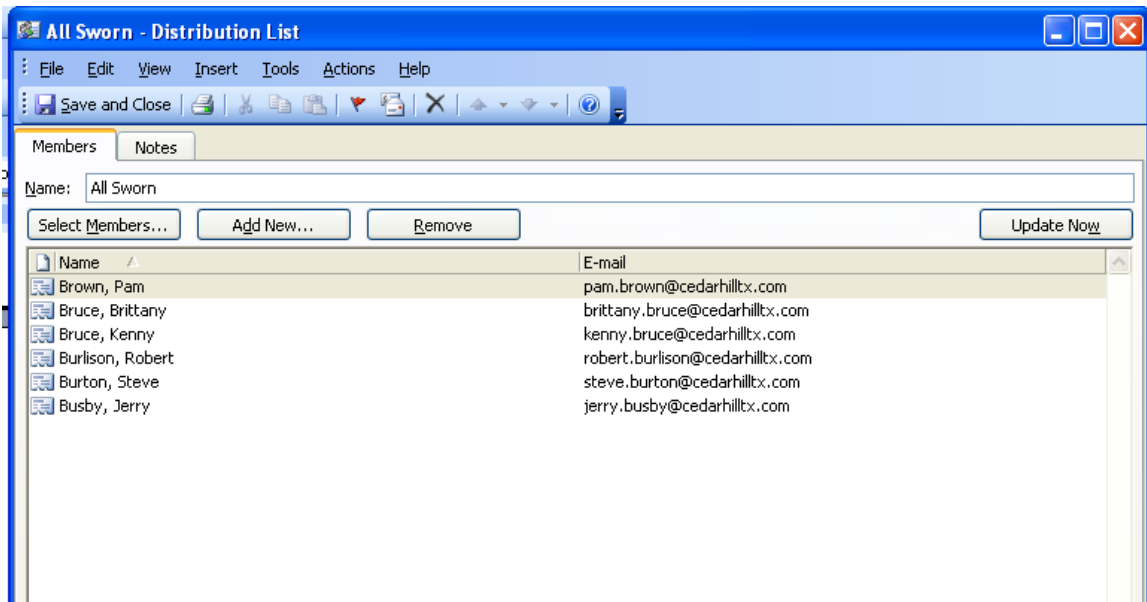 All Sworn - Distribution List
File Edit View Insert Tools Actions Help
Save and Close
Members Notes
Name: All Sworn
Select Members... Add New... Remove Update Now
Name E-mail
Brown, Pam pam.brown@cedarhilltx.com
Bruce, Brittany brittany.bruce@cedarhilltx.com
Bruce, Kenny kenny.bruce@cedarhilltx.com
Burlison, Robert robert.burlison@cedarhilltx.com
Burton, Steve steve.burton@cedarhilltx.com
Busby, Jerry jerry.busby@cedarhilltx.com